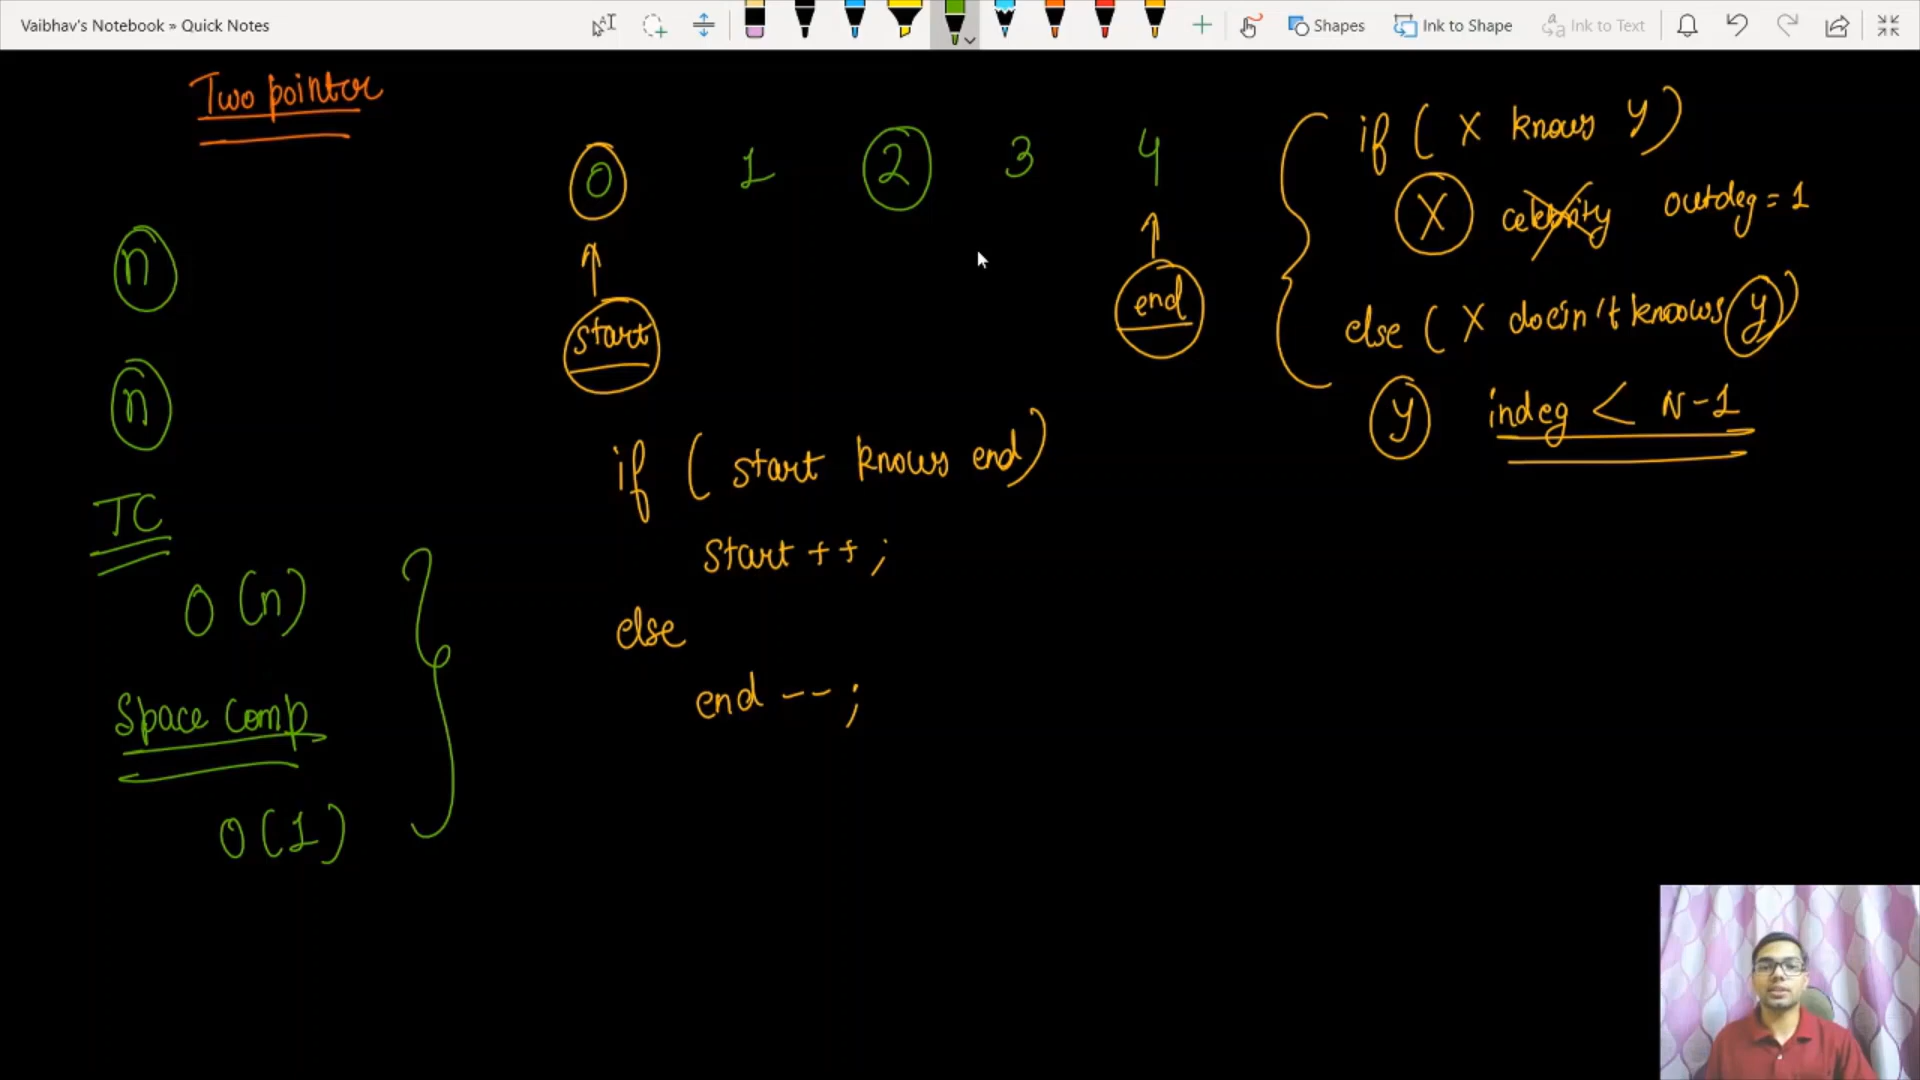 Vaibhav's Notebook » Quick Notes
Shapes
Ink to Shape
Ink to Text
Two pointer
0 1 2 3 4
start
end
if ( start knows end)
start ++ ;
else
end -- ;
if ( X knows y)
X celebrity outdeg = 1
else ( X doesn't knoows y)
y indeg < N-1
n
n
TC
O (n)
Space Comp
O (1)